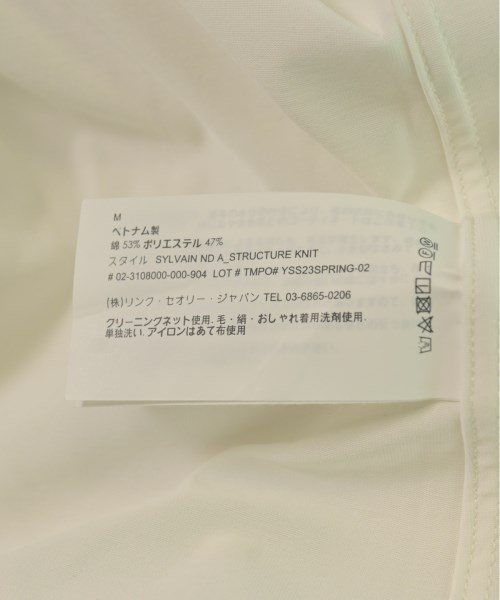 M
ベトナム製
綿 53% ポリエステル 47%
スタイル SYLVAIN ND A_STRUCTURE KNIT
# 02-3108000-000-904 LOT # TMPO# YSS23SPRING-02
(株)リンク・セオリー・ジャパン TEL 03-6865-0206
クリーニングネット使用. 毛・絹・おしゃれ着用洗剤使用.
単独洗い. アイロンはあて布使用